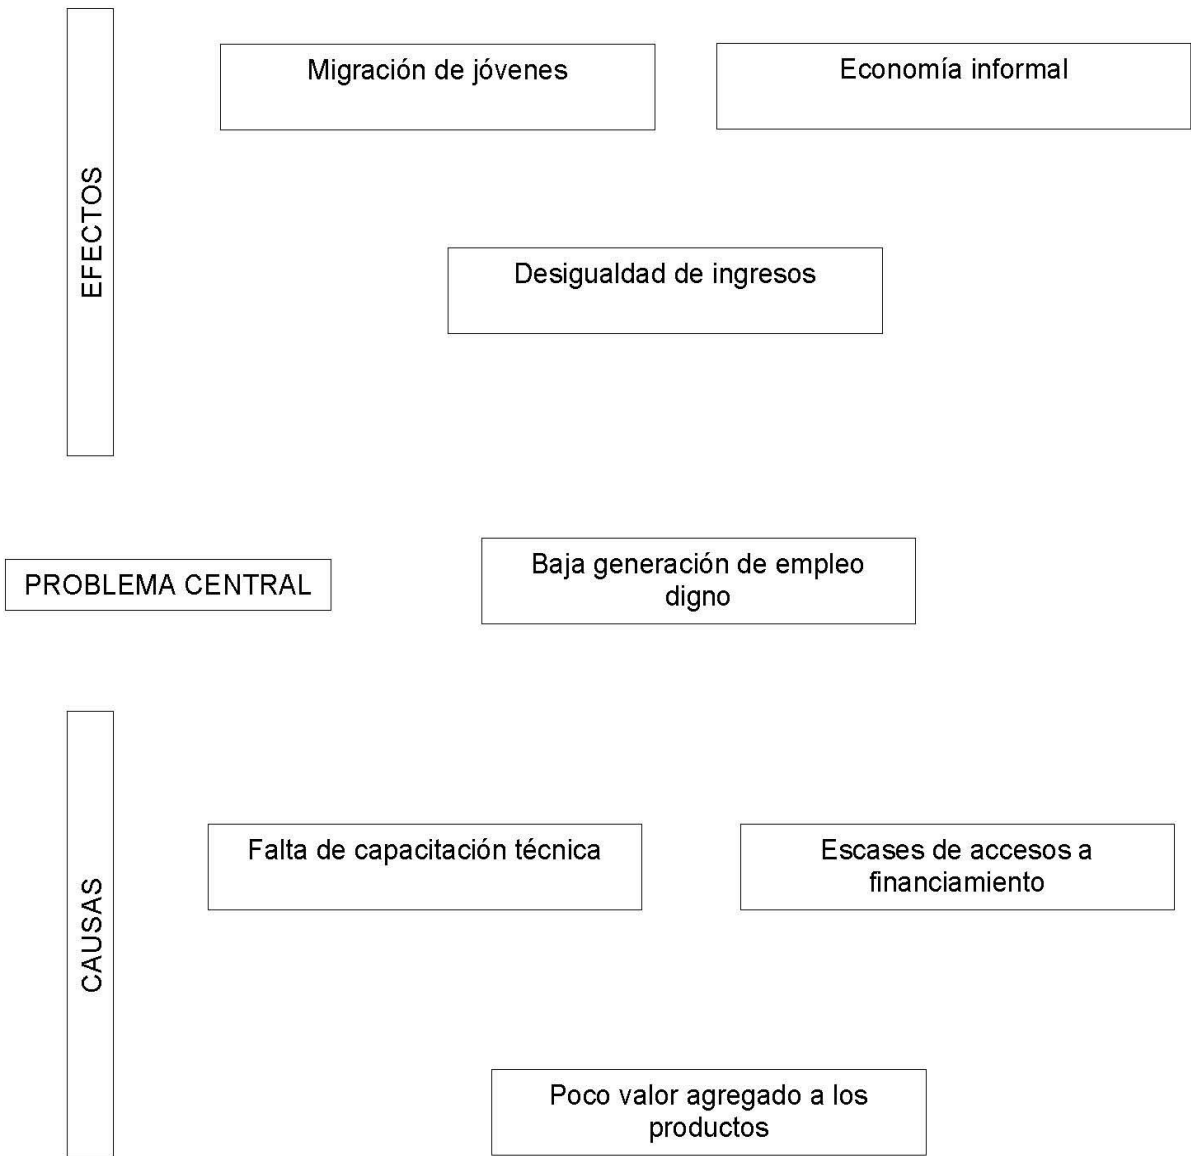 EFECTOS
Migración de jóvenes
Economía informal
Desigualdad de ingresos
PROBLEMA CENTRAL
Baja generación de empleo
digno
CAUSAS
Falta de capacitación técnica
Escases de accesos a
financiamiento
Poco valor agregado a los
productos